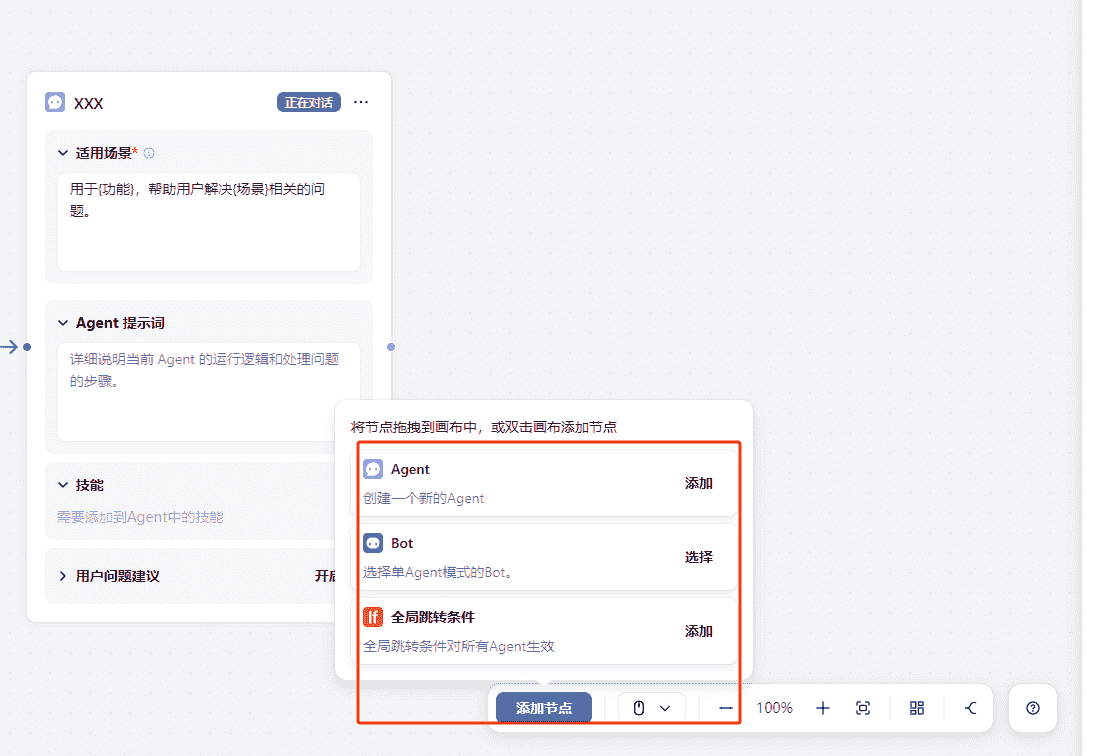 XXX 正在对话 ...
适用场景*
用于{功能}，帮助用户解决{场景}相关的问
题。
Agent 提示词
详细说明当前 Agent 的运行逻辑和处理问题
的步骤。
技能
需要添加到Agent中的技能
用户问题建议 开启
将节点拖拽到画布中，或双击画布添加节点
Agent
创建一个新的Agent
添加
Bot
选择单Agent模式的Bot。
选择
If 全局跳转条件
全局跳转条件对所有Agent生效
添加
添加节点 100%